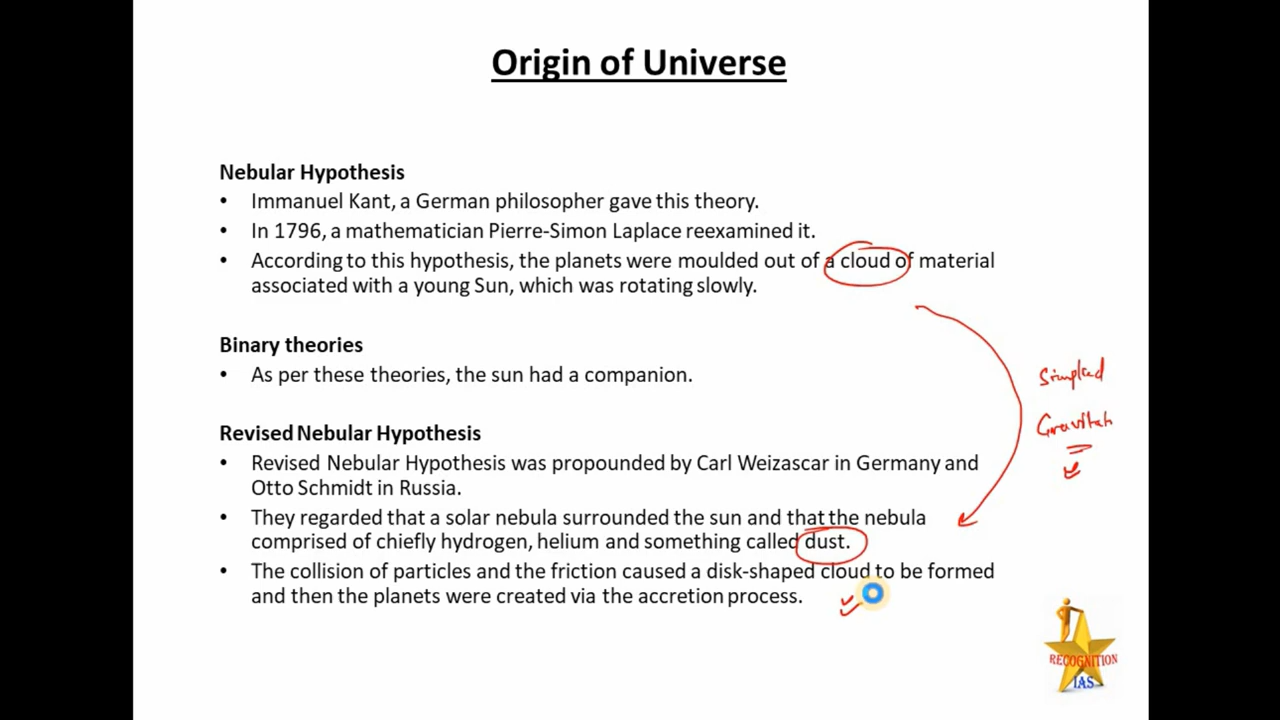 Origin of Universe
Nebular Hypothesis
• Immanuel Kant, a German philosopher gave this theory.
• In 1796, a mathematician Pierre-Simon Laplace reexamined it.
• According to this hypothesis, the planets were moulded out of a cloud of material
associated with a young Sun, which was rotating slowly.
Binary theories
• As per these theories, the sun had a companion.
Revised Nebular Hypothesis
• Revised Nebular Hypothesis was propounded by Carl Weizascar in Germany and
Otto Schmidt in Russia.
• They regarded that a solar nebula surrounded the sun and that the nebula
comprised of chiefly hydrogen, helium and something called dust.
• The collision of particles and the friction caused a disk-shaped cloud to be formed
and then the planets were created via the accretion process.
RECOGNITION
IAS